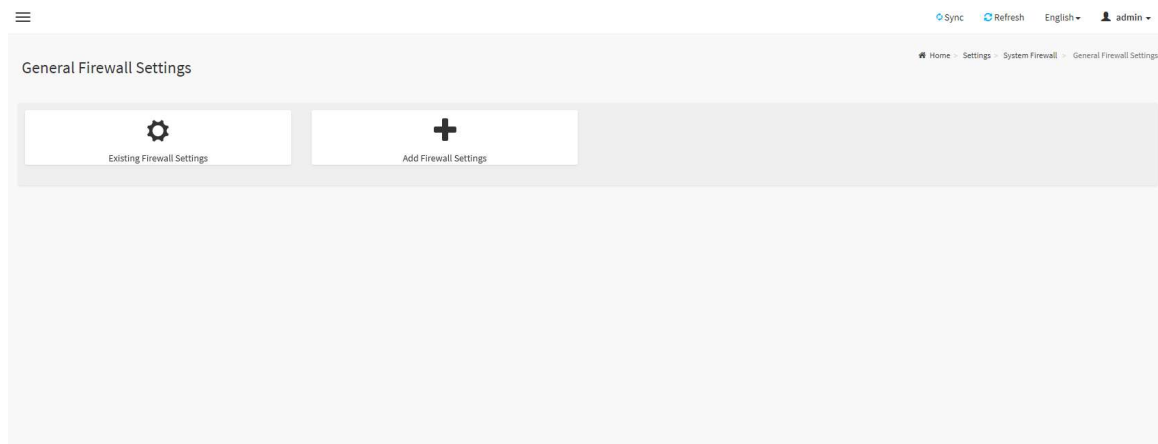 Sync Refresh English admin
Home > Settings > System Firewall > General Firewall Settings
General Firewall Settings
Existing Firewall Settings Add Firewall Settings